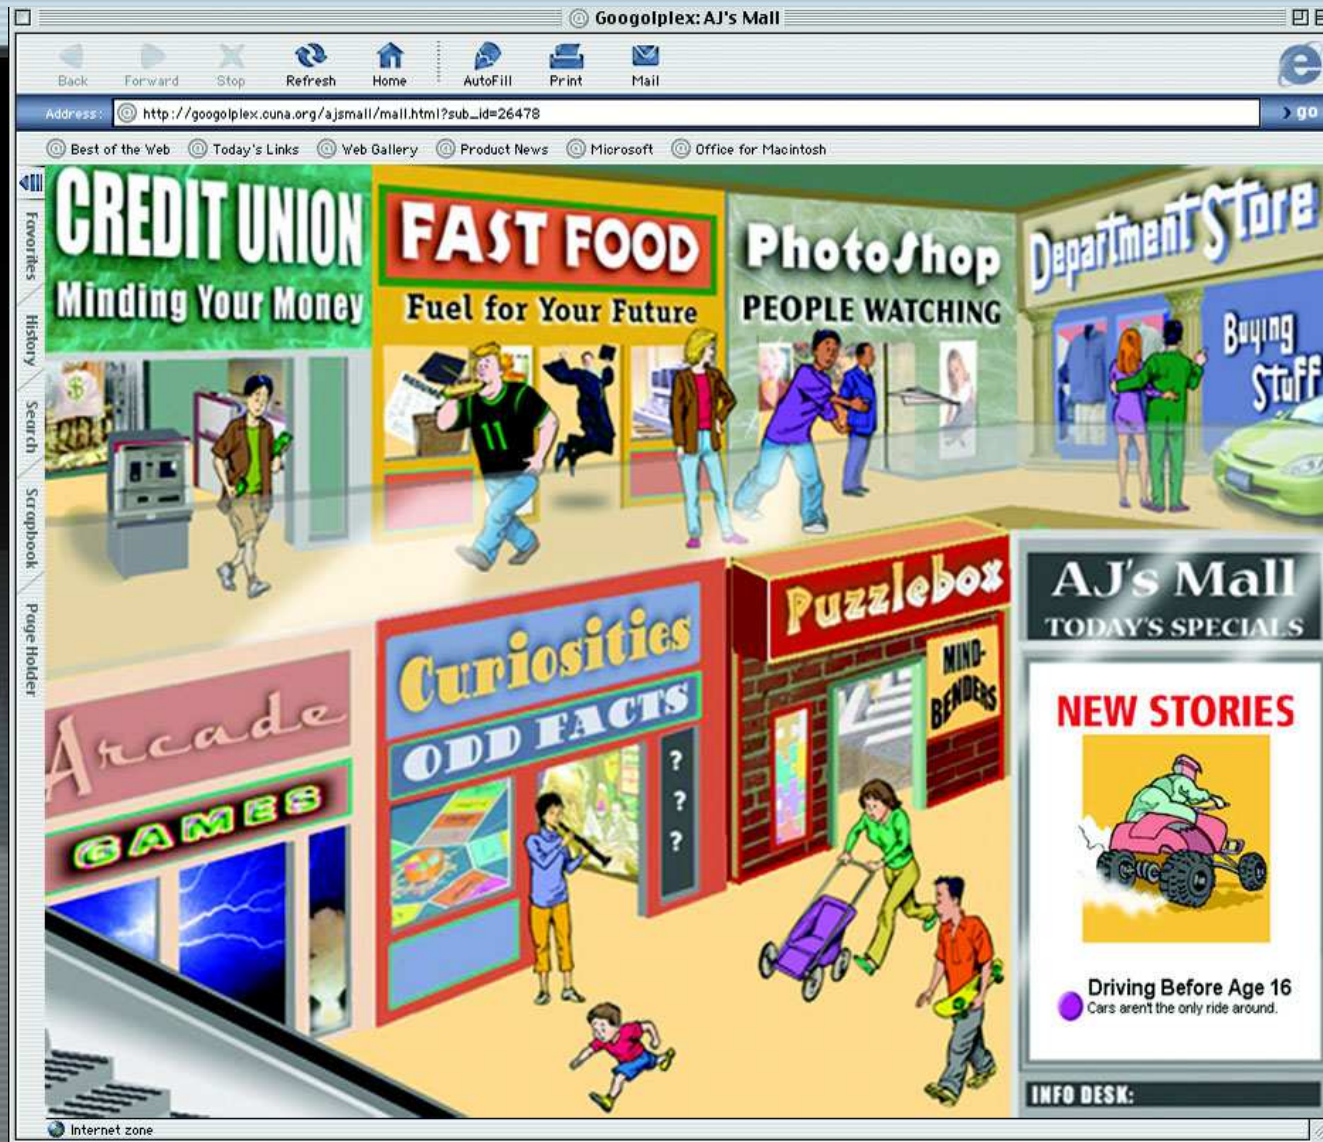 Googolplex: AJ's Mall
Back Forward Stop Refresh Home AutoFill Print Mail
Address: http://googolplex.cuna.org/ajsmall/mall.html?sub_id=26478 go
Best of the Web Today's Links Web Gallery Product News Microsoft Office for Macintosh
Favorites
History
Search
Scrapbook
Page Holder
CREDIT UNION
Minding Your Money
$
FAST FOOD
Fuel for Your Future
RESUME
11
PhotoShop
PEOPLE WATCHING
Department Store
Buying
Stuff
Arcade
GAMES
Curiosities
ODD FACTS
?
?
?
Puzzlebox
MIND-
BENDERS
AJ's Mall
TODAY'S SPECIALS
NEW STORIES
Driving Before Age 16
Cars aren't the only ride around.
INFO DESK:
Internet zone